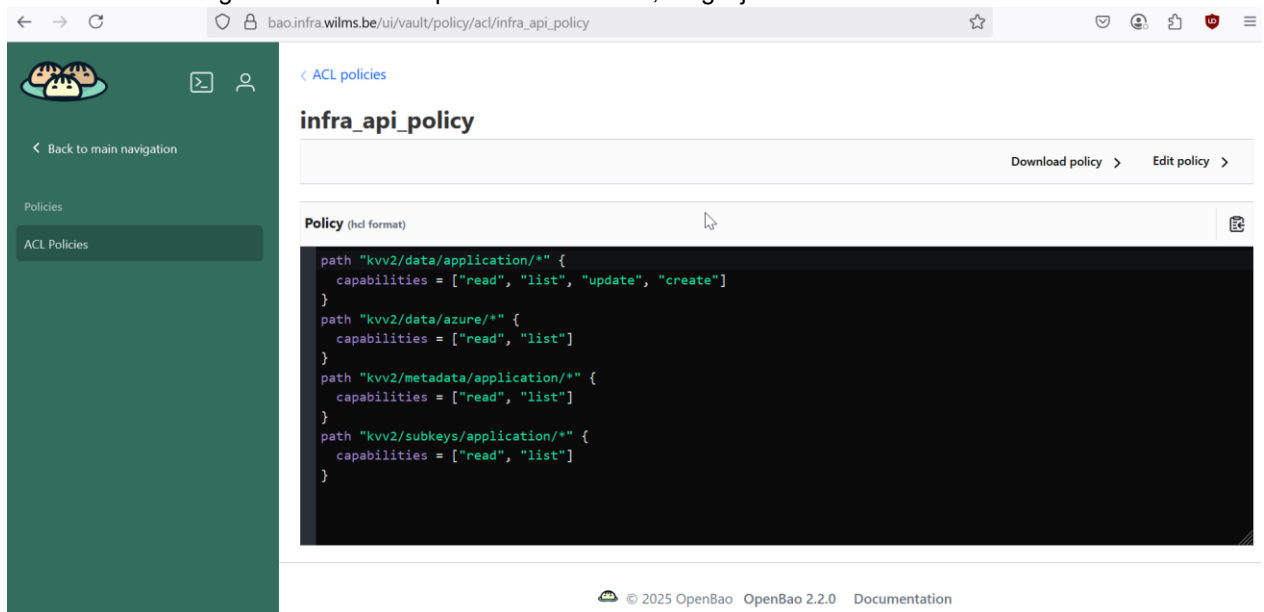 bao.infra.wilms.be/ui/vault/policy/acl/infra_api_policy
< ACL policies
infra_api_policy
Back to main navigation
Download policy
Edit policy
Policies
ACL Policies
Policy (hcl format)
path "kvv2/data/application/*" {
  capabilities = ["read", "list", "update", "create"]
}
path "kvv2/data/azure/*" {
  capabilities = ["read", "list"]
}
path "kvv2/metadata/application/*" {
  capabilities = ["read", "list"]
}
path "kvv2/subkeys/application/*" {
  capabilities = ["read", "list"]
}
© 2025 OpenBao OpenBao 2.2.0 Documentation